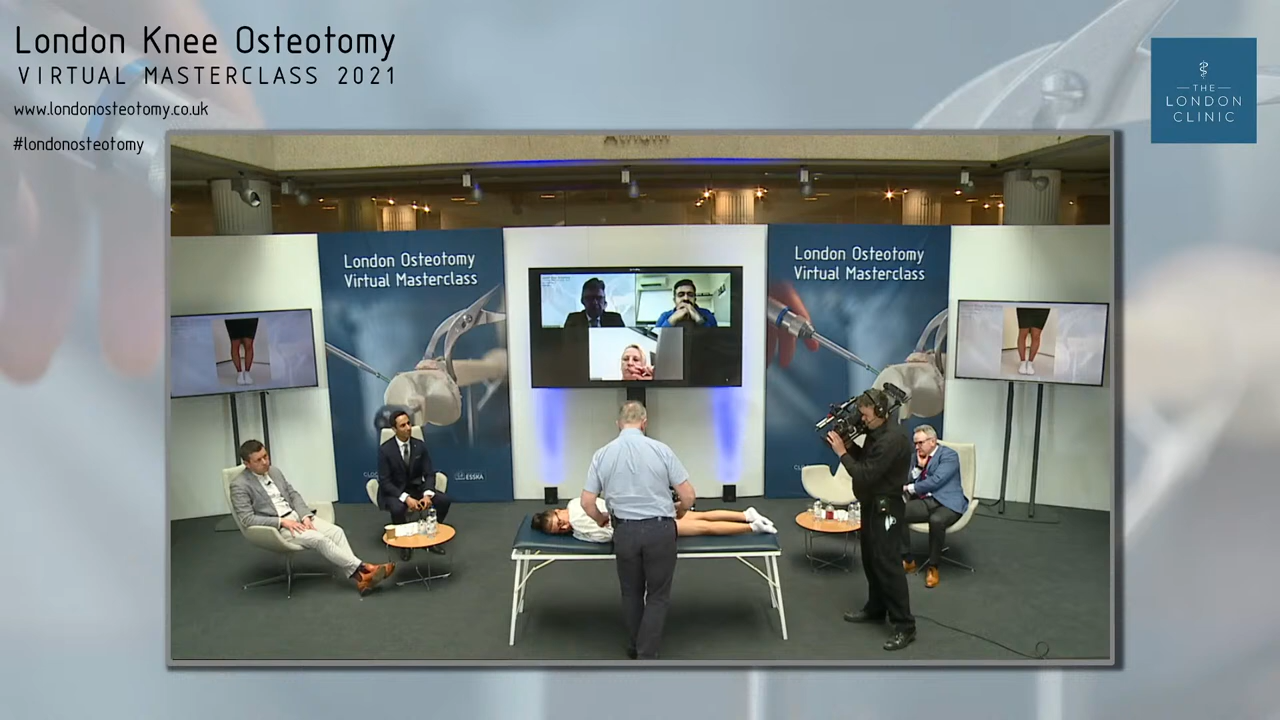 London Knee Osteotomy
VIRTUAL MASTERCLASS 2021
www.londonosteotomy.co.uk
#londonosteotomy
THE
LONDON
CLINIC
London Osteotomy
Virtual Masterclass
London Osteotomy
Virtual Masterclass
ESSKA